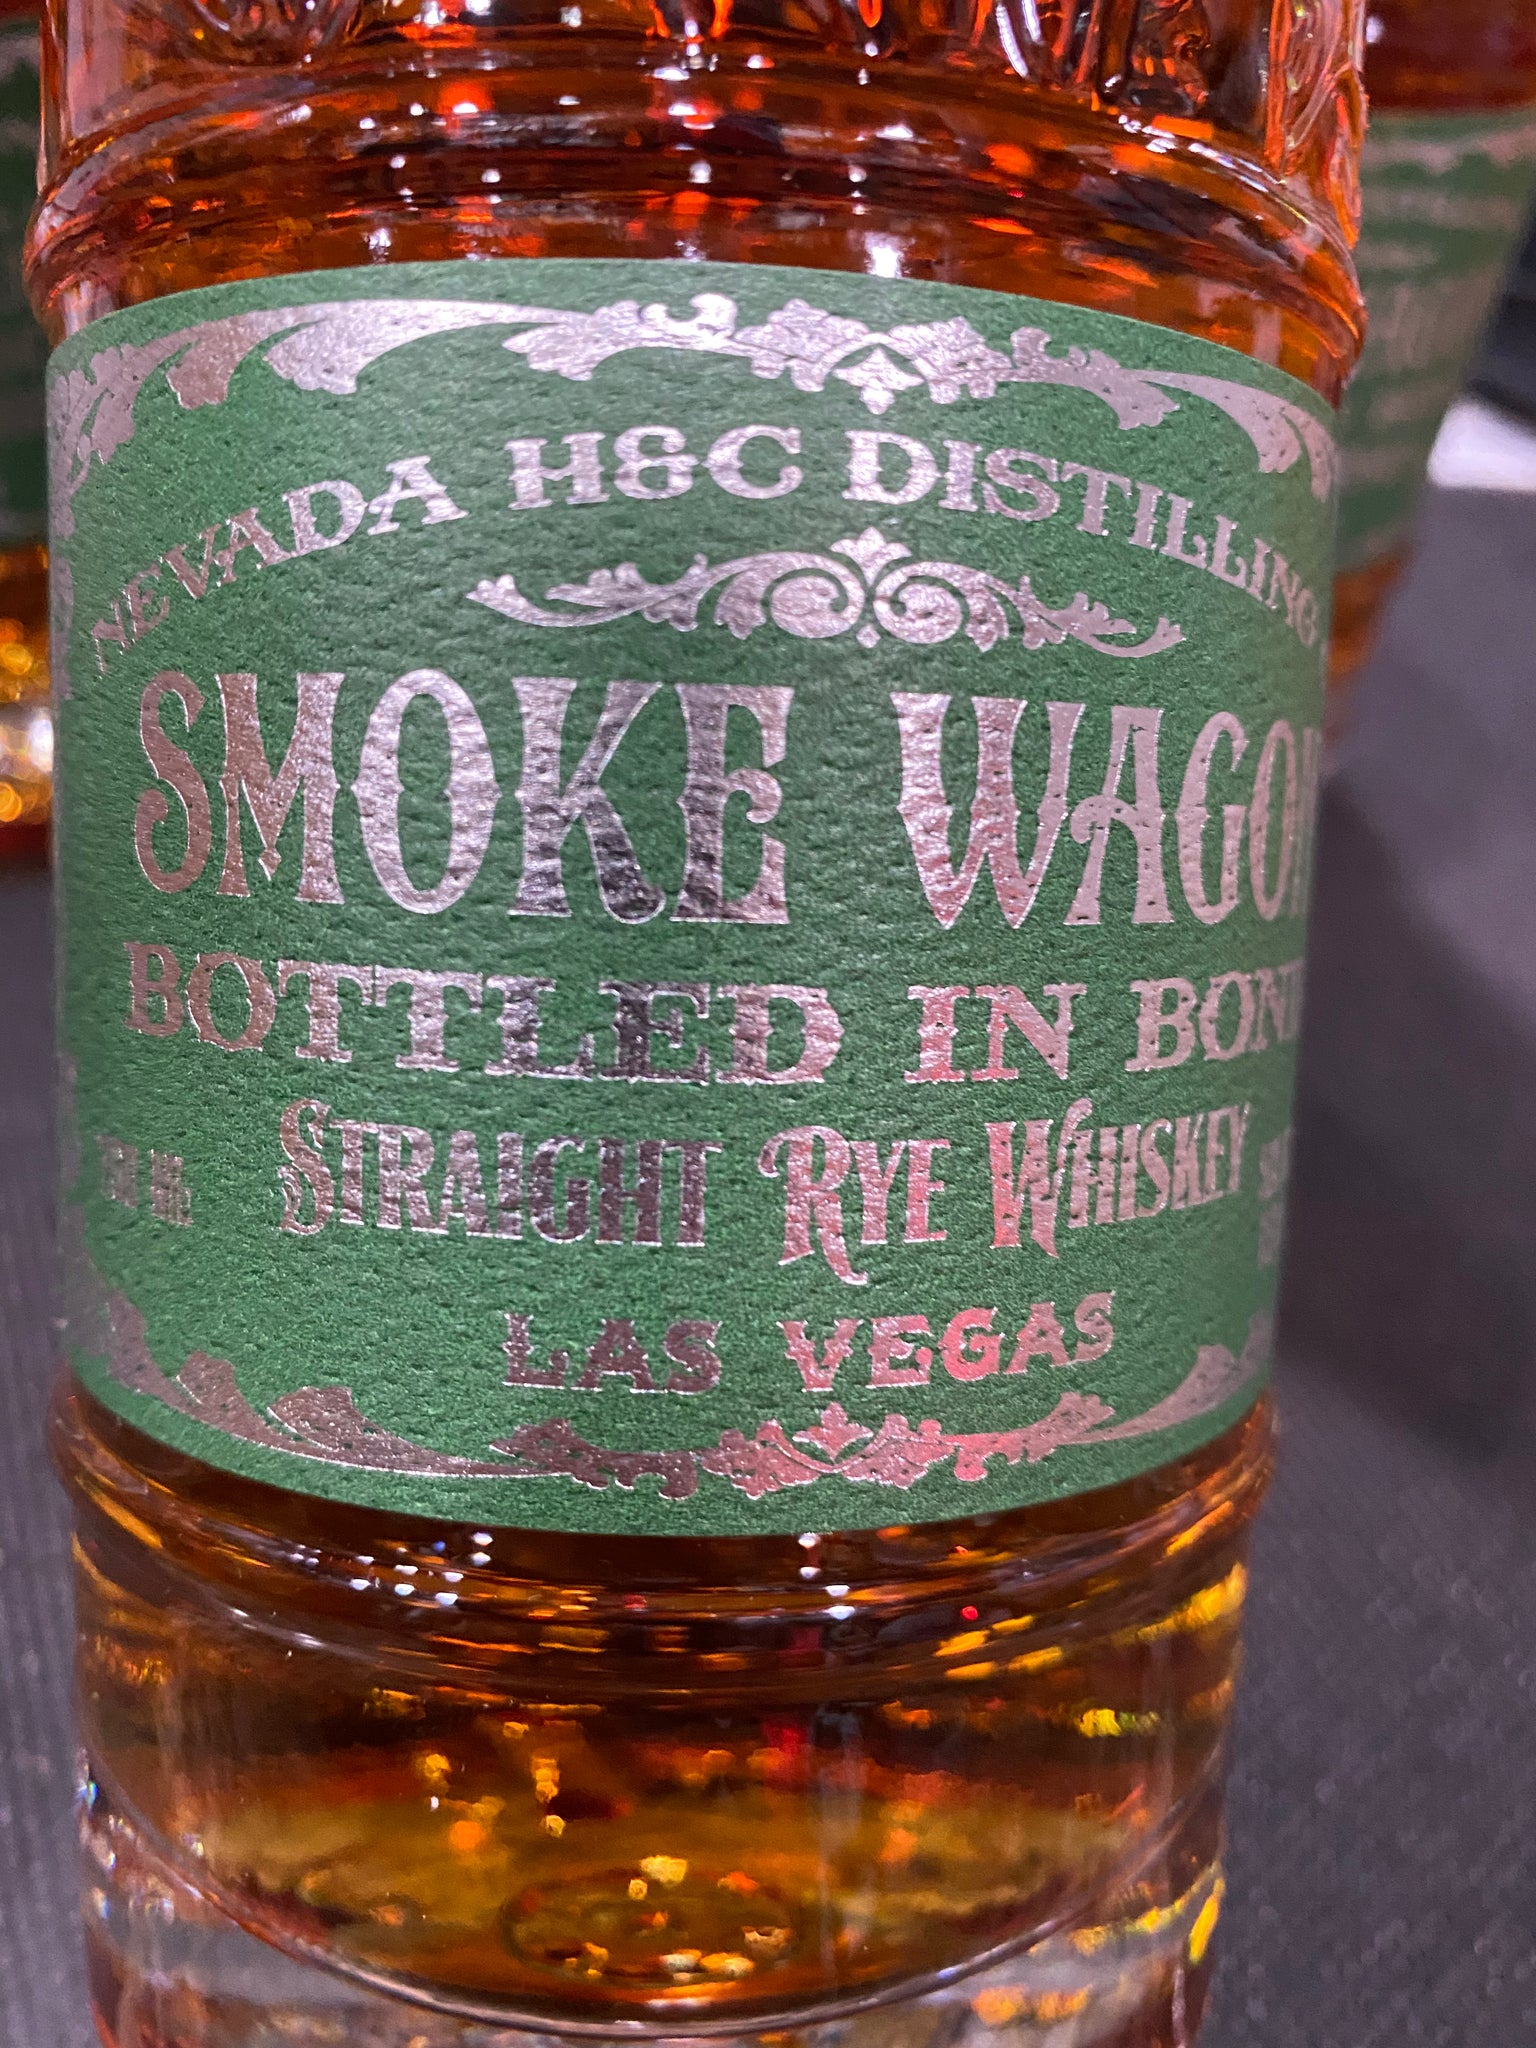 NEVADA H&C DISTILLING
SMOKE WAGON
BOTTLED IN BOND
STRAIGHT RYE WHISKEY
LAS VEGAS